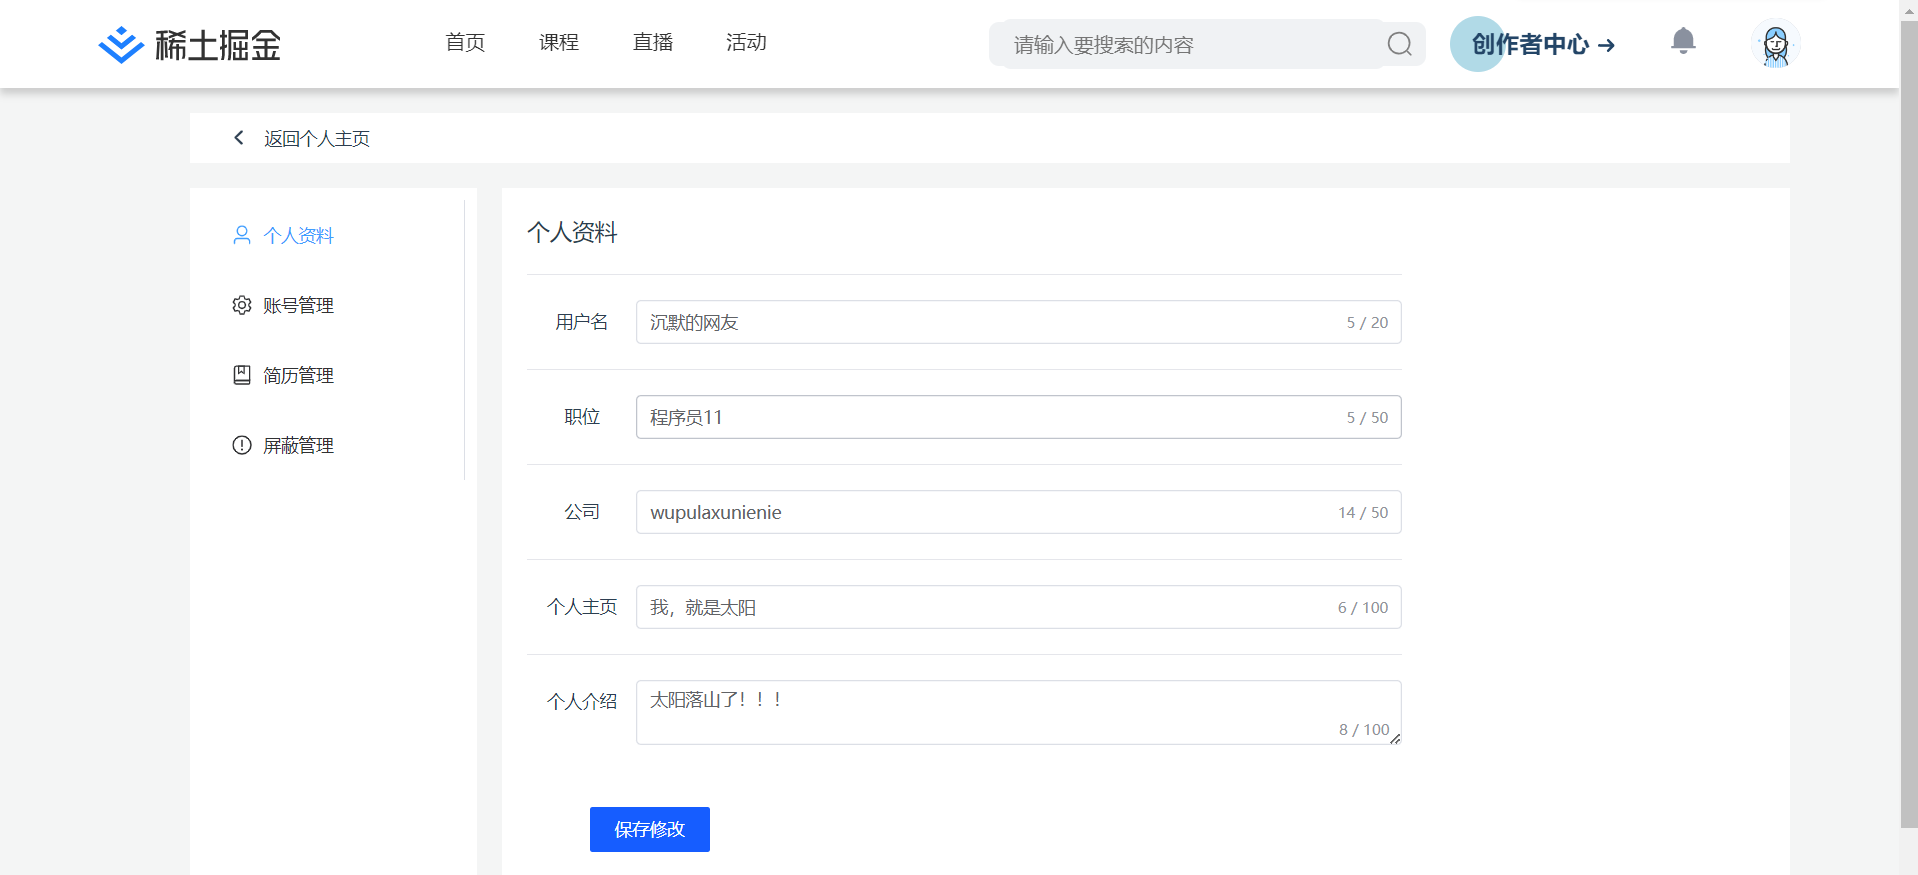 稀土掘金
首页 课程 直播 活动
请输入要搜索的内容
创作者中心 →
返回个人主页
个人资料
账号管理
简历管理
屏蔽管理
个人资料
用户名 沉默的网友 5 / 20
职位 程序员11 5 / 50
公司 wupulaxunienie 14 / 50
个人主页 我，就是太阳 6 / 100
个人介绍 太阳落山了！！！
8 / 100
保存修改